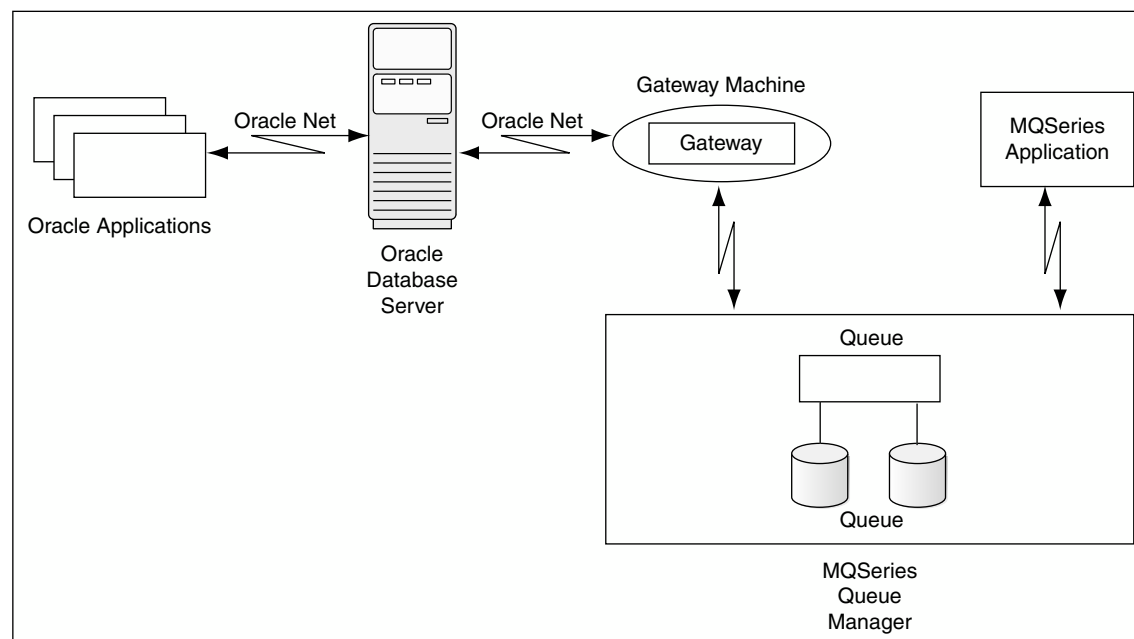 Gateway Machine
Oracle Net
Oracle Net
Gateway
MQSeries
Application
Oracle Applications
Oracle
Database
Server
Queue
Queue
MQSeries
Queue
Manager